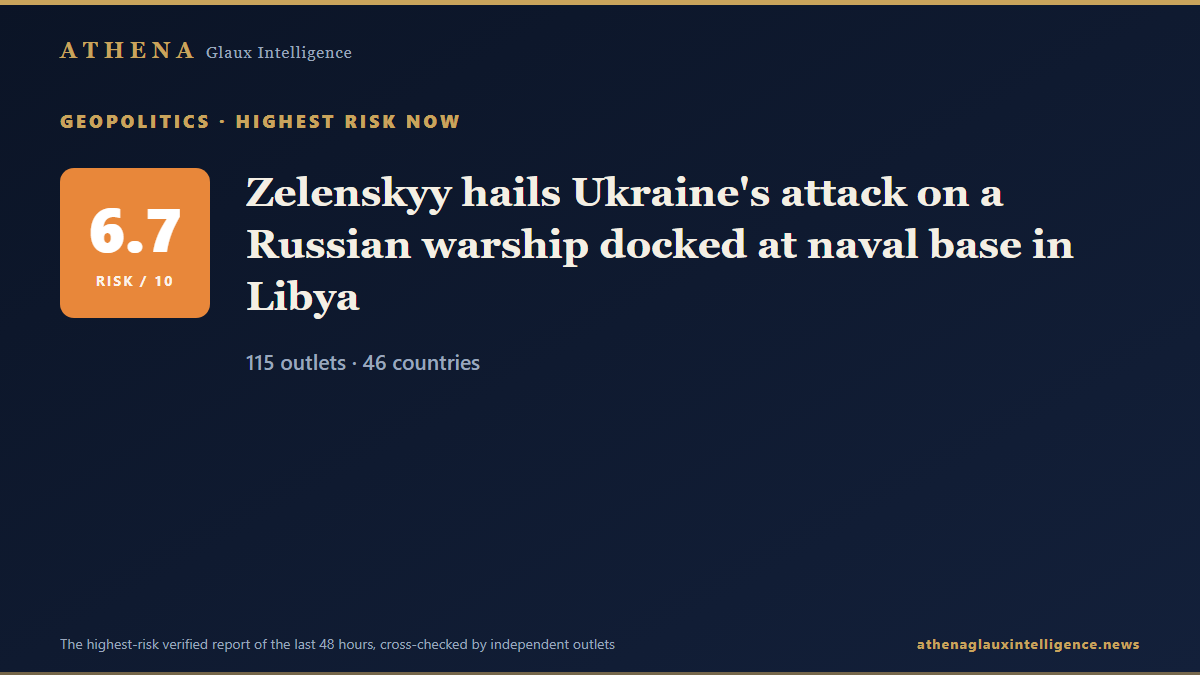 ATHENA Glaux Intelligence
GEOPOLITICS · HIGHEST RISK NOW
6.7
RISK / 10
Zelenskyy hails Ukraine's attack on a
Russian warship docked at naval base in
Libya
115 outlets · 46 countries
The highest-risk verified report of the last 48 hours, cross-checked by independent outlets
athenaglauxintelligence.news